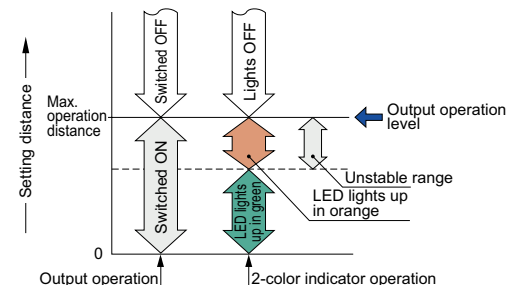 Setting distance
Max.
operation
distance
0
Switched OFF
Switched ON
Lights OFF
LED lights
up in green
Output operation
level
Unstable range
LED lights up
in orange
Output operation
2-color indicator operation